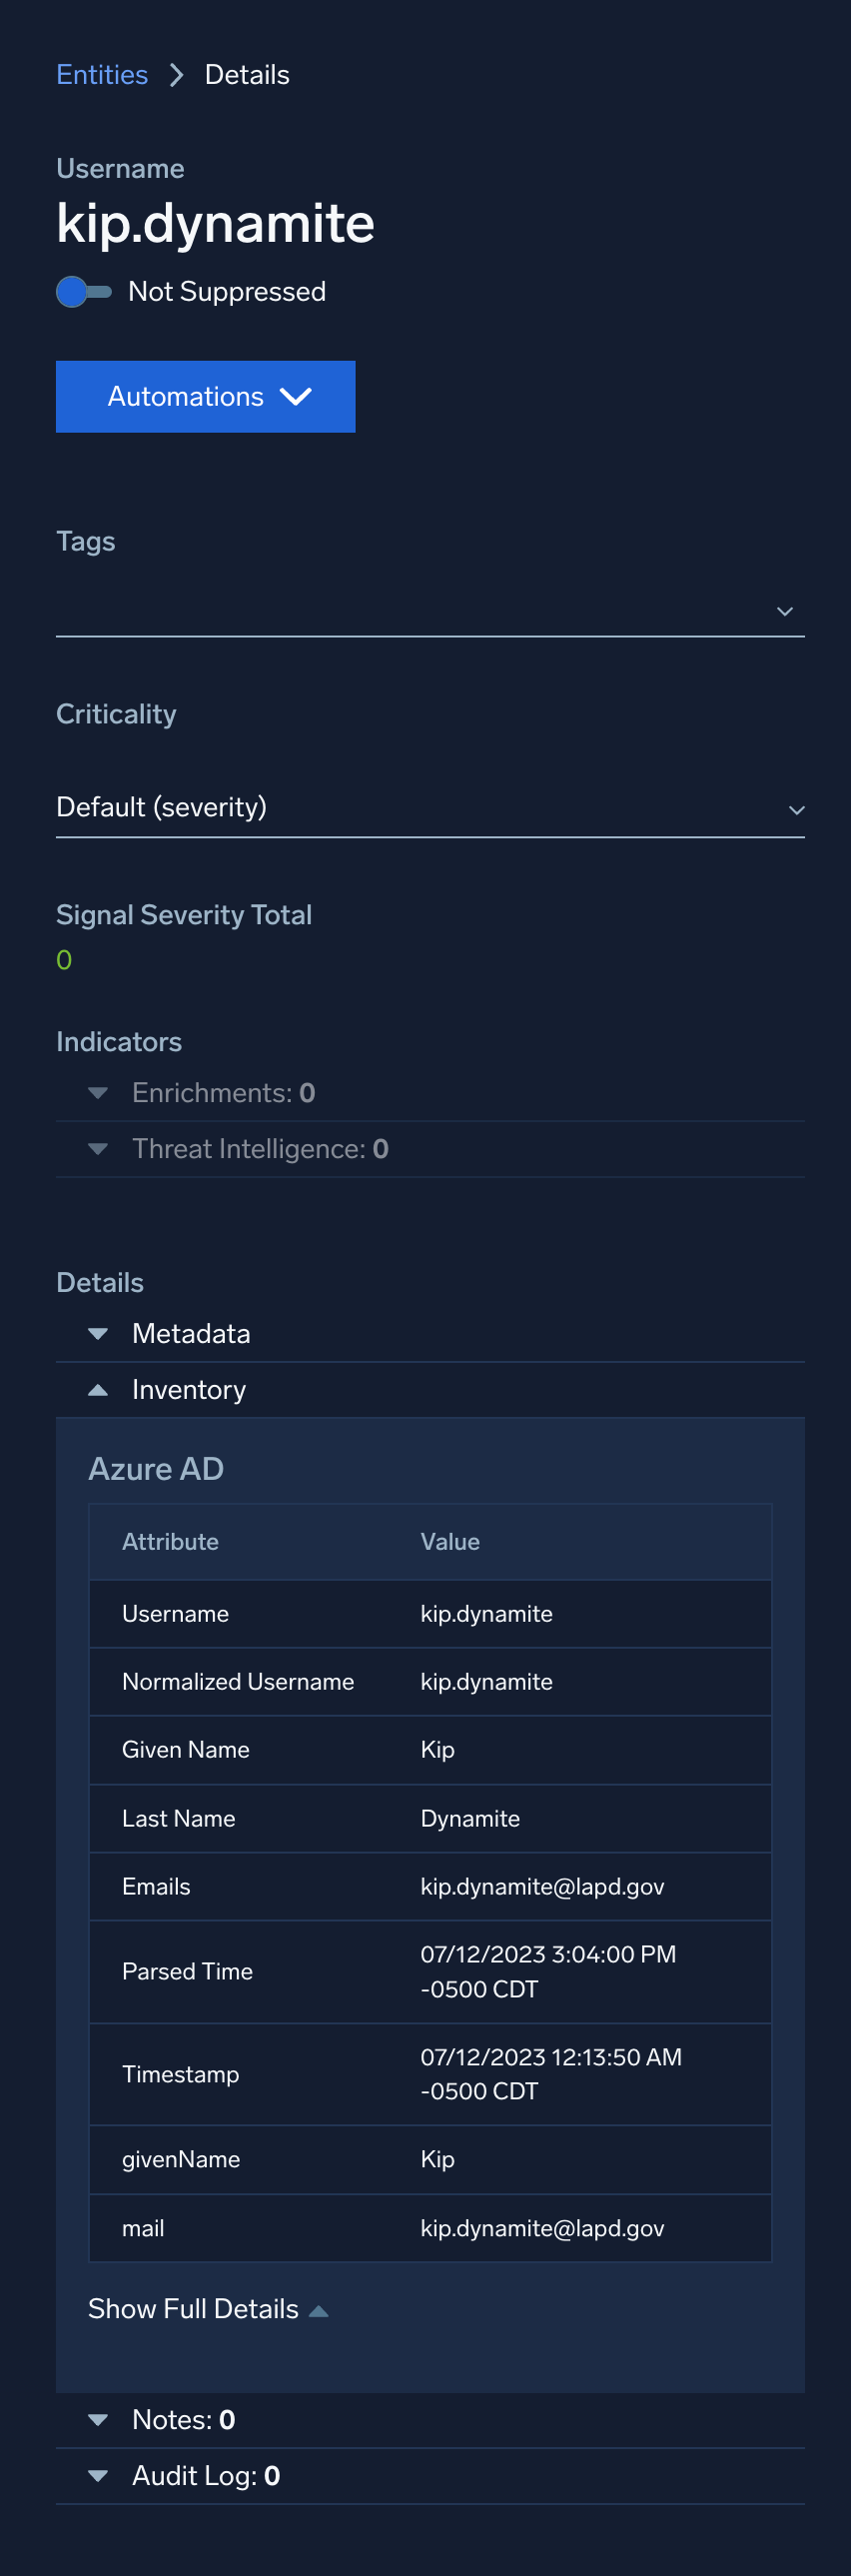 Entities > Details
Username
kip.dynamite
Not Suppressed
Automations
Tags
Criticality
Default (severity)
Signal Severity Total
0
Indicators
Enrichments: 0
Threat Intelligence: 0
Details
Metadata
Inventory
Azure AD
Attribute Value
Username kip.dynamite
Normalized Username kip.dynamite
Given Name Kip
Last Name Dynamite
Emails kip.dynamite@lapd.gov
Parsed Time 07/12/2023 3:04:00 PM
-0500 CDT
Timestamp 07/12/2023 12:13:50 AM
-0500 CDT
givenName Kip
mail kip.dynamite@lapd.gov
Show Full Details
Notes: 0
Audit Log: 0